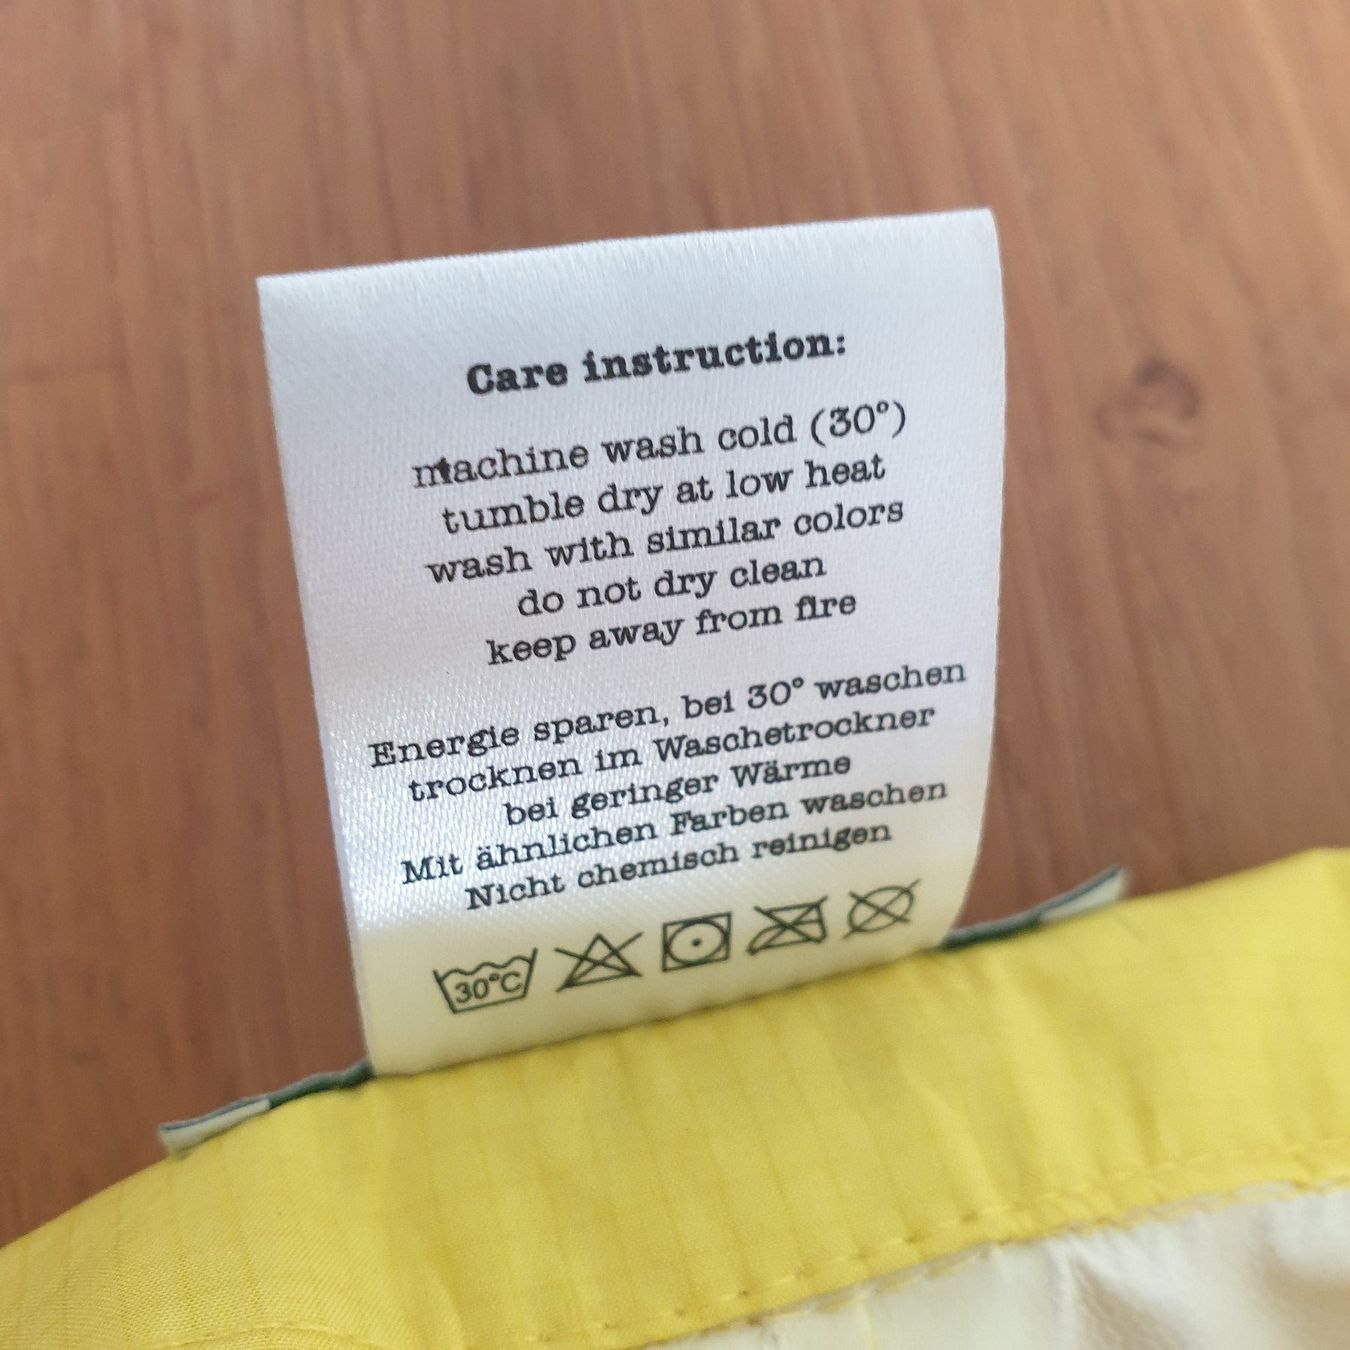 Care instruction:
machine wash cold (30°)
tumble dry at low heat
wash with similar colors
do not dry clean
keep away from fire
Energie sparen, bei 30° waschen
trocknen im Waschetrockner
bei geringer Wärme
Mit ähnlichen Farben waschen
Nicht chemisch reinigen
30°C